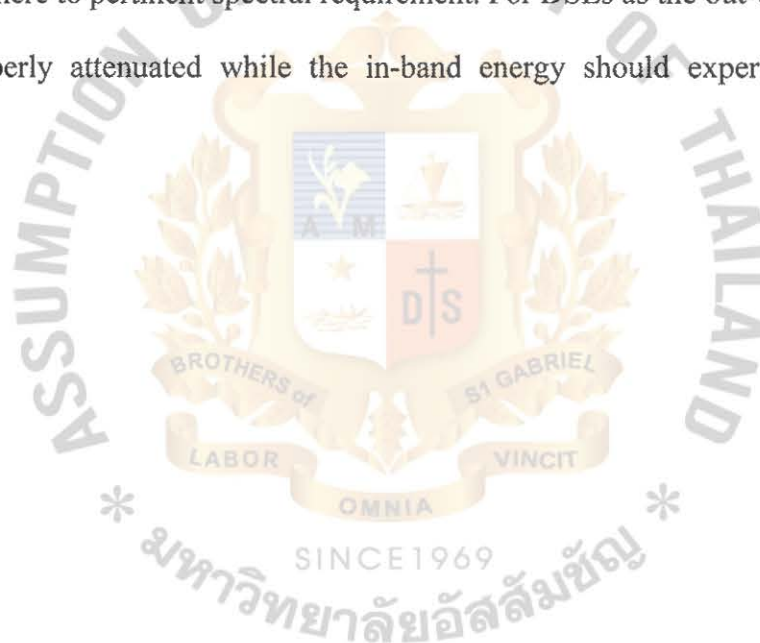 here to pertinent spectral requirement. For DSLs as the out-
perly attenuated while the in-band energy should exper
ASSUMPTION
OF THAILAND
A M
D S
BROTHERS of
ST GABRIEL
LABOR
VINCIT
OMNIA
* SINCE1969 *
มหาวิทยาลัยอัสสัมชัญ